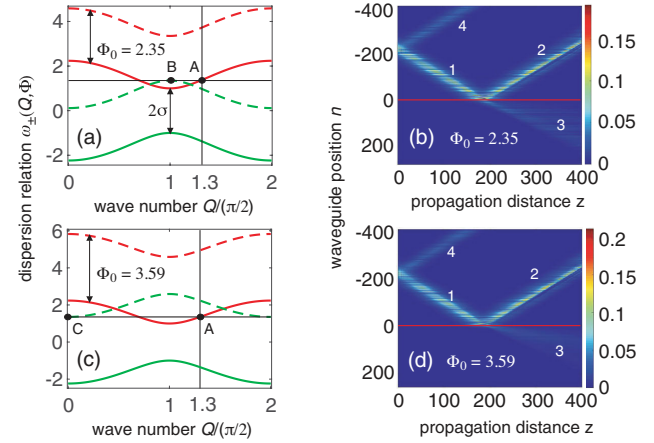 dispersion relation ω±(Q,Φ)
4
2
0
-2
Φ0 = 2.35
B
A
2σ
(a)
0
1
1.3
2
wave number Q/(π/2)
waveguide position n
-400
-200
0
200
4
1
2
3
(b)
Φ0 = 2.35
0
100
200
300
400
propagation distance z
0.15
0.1
0.05
0
6
4
2
0
-2
Φ0 = 3.59
C
A
(c)
0
1
1.3
2
wave number Q/(π/2)
-400
-200
0
200
4
1
2
3
(d)
Φ0 = 3.59
0
100
200
300
400
propagation distance z
0.2
0.15
0.1
0.05
0